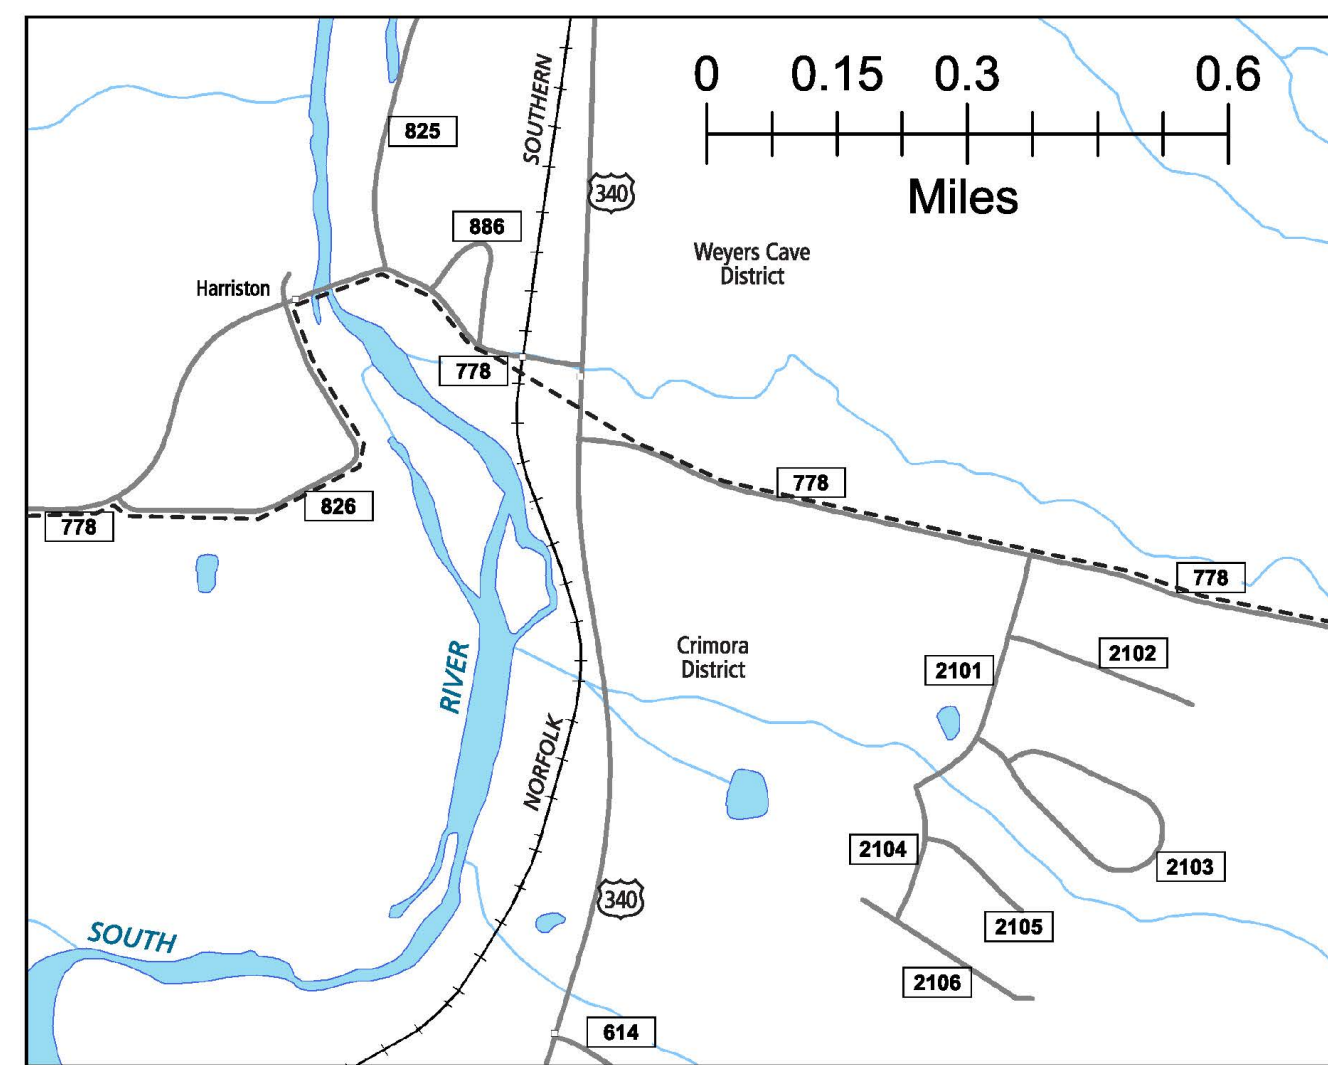 0 0.15 0.3 0.6
Miles
SOUTHERN
825
340
886
Weyers Cave
District
Harriston
778
778
826
778
778
Crimora
District
2102
2101
RIVER
NORFOLK
2104
2103
340
2105
SOUTH
2106
614